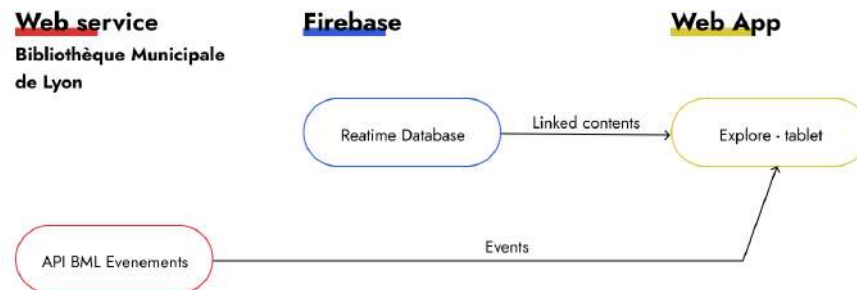 Web service
Bibliothèque Municipale
de Lyon
Firebase
Web App
Reatime Database
Linked contents
Explore - tablet
API BML Evenements
Events